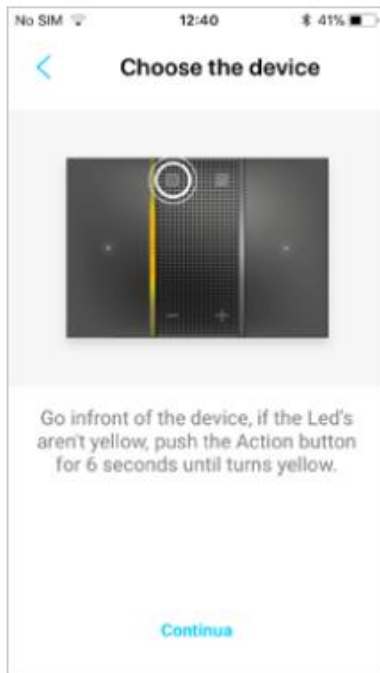 No SIM 12:40 41%
Choose the device
Go infront of the device, if the Led's
aren't yellow, push the Action button
for 6 seconds until turns yellow.
Continua